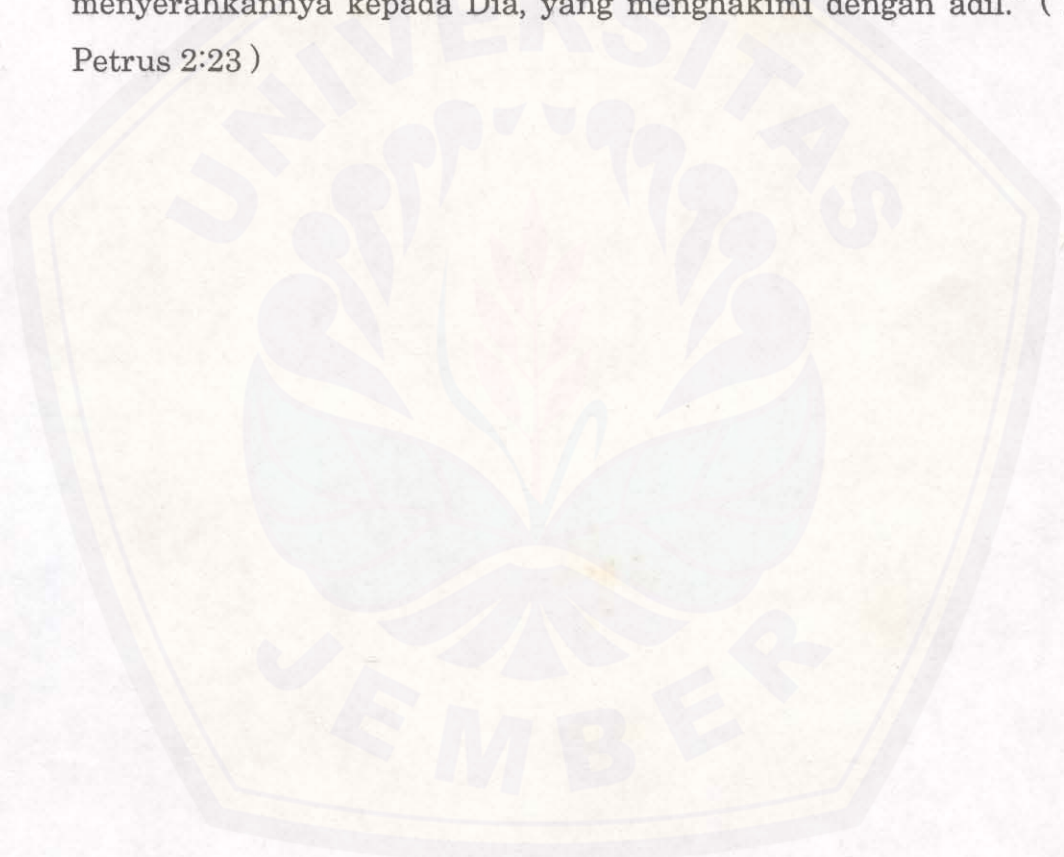 menyerahkannya kepada Dia, yang menghakimi dengan adil." (
Petrus 2:23 )
UNIVERSITAS
JEMBER